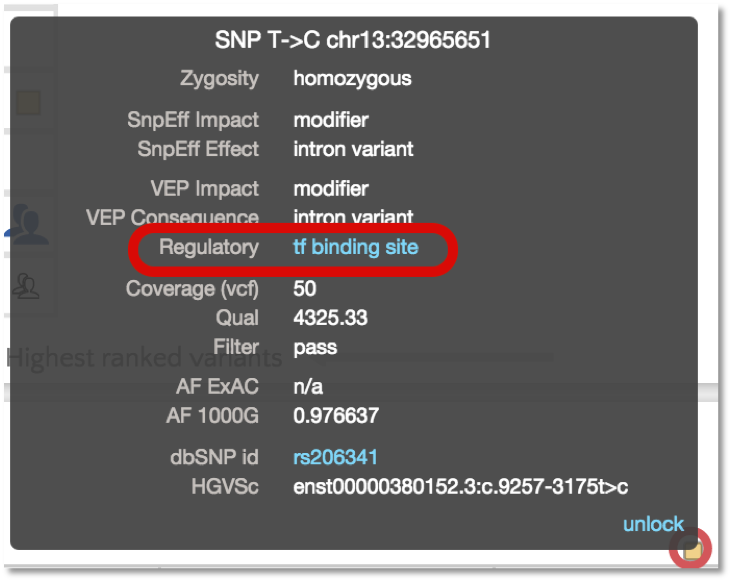 SNP T->C chr13:32965651
Zygosity homozygous
SnpEff Impact modifier
SnpEff Effect intron variant
VEP Impact modifier
VEP Consequence intron variant
Regulatory tf binding site
Coverage (vcf) 50
Qual 4325.33
Filter pass
Highest ranked variants
AF ExAC n/a
AF 1000G 0.976637
dbSNP id rs206341
HGVSc enst00000380152.3:c.9257-3175t>c
unlock